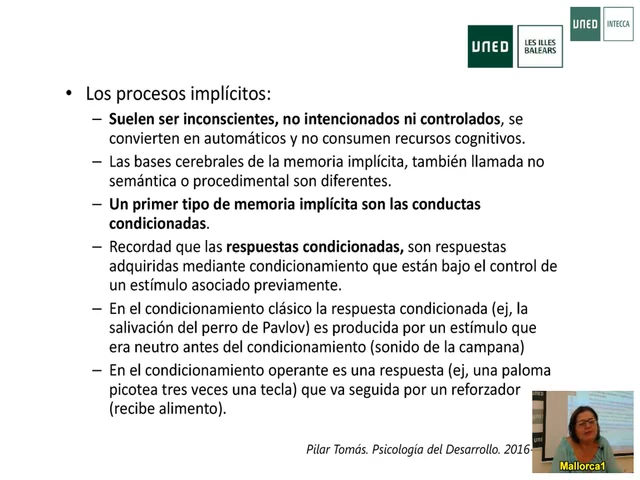 UNED
INTECCA
UNED
LES ILLES
BALEARS
• Los procesos implícitos:
– Suelen ser inconscientes, no intencionados ni controlados, se
convierten en automáticos y no consumen recursos cognitivos.
– Las bases cerebrales de la memoria implícita, también llamada no
semántica o procedimental son diferentes.
– Un primer tipo de memoria implícita son las conductas
condicionadas.
– Recordad que las respuestas condicionadas, son respuestas
adquiridas mediante condicionamiento que están bajo el control de
un estímulo asociado previamente.
– En el condicionamiento clásico la respuesta condicionada (ej, la
salivación del perro de Pavlov) es producida por un estímulo que
era neutro antes del condicionamiento (sonido de la campana)
– En el condicionamiento operante es una respuesta (ej, una paloma
picotea tres veces una tecla) que va seguida por un reforzador
(recibe alimento).
Pilar Tomás. Psicología del Desarrollo. 2016-
Mallorca1